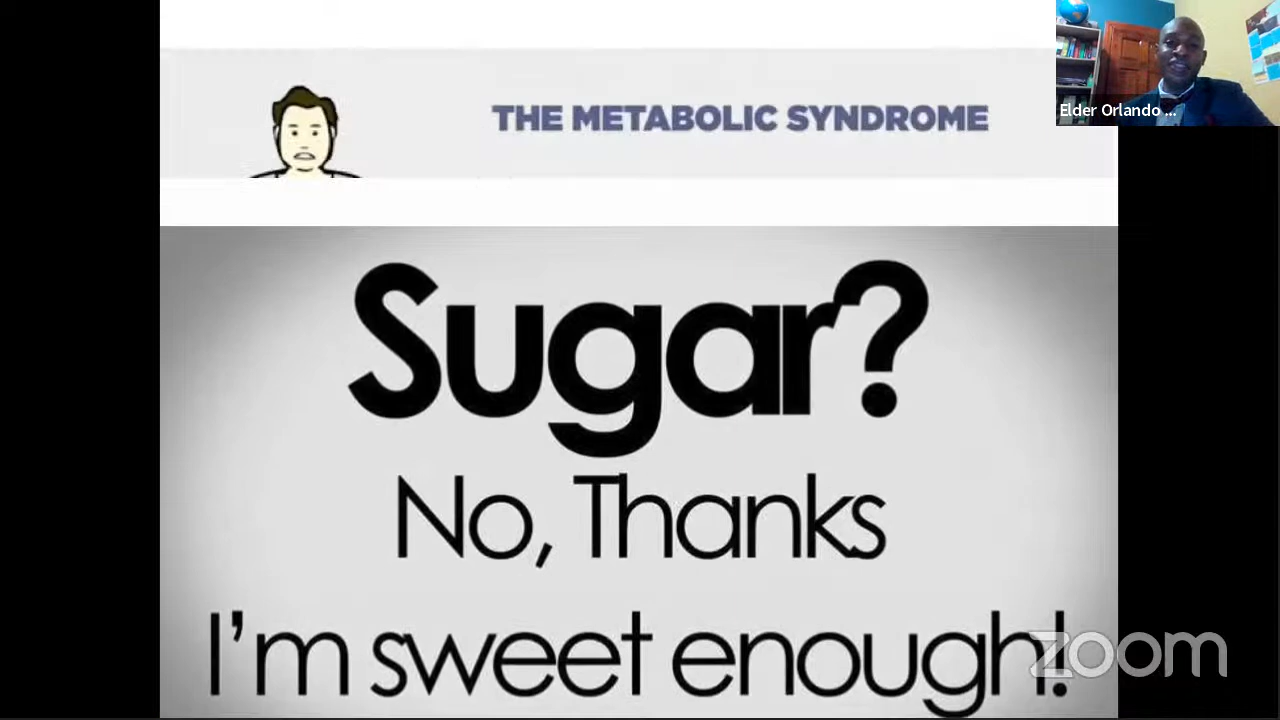 THE METABOLIC SYNDROME
Elder Orlando ...
Sugar?
No, Thanks
I'm sweet enough!
zoom